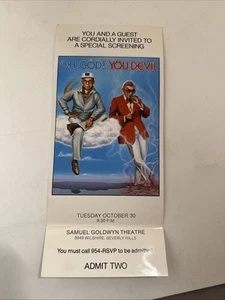 YOU AND A GUEST
ARE CORDIALLY INVITED TO
A SPECIAL SCREENING
OH GOD! YOU DEVIL
TUESDAY OCTOBER 30
8:30 P.M.
SAMUEL GOLDWYN THEATRE
8949 WILSHIRE, BEVERLY HILLS
You must call 954-RSVP to be admitted
ADMIT TWO